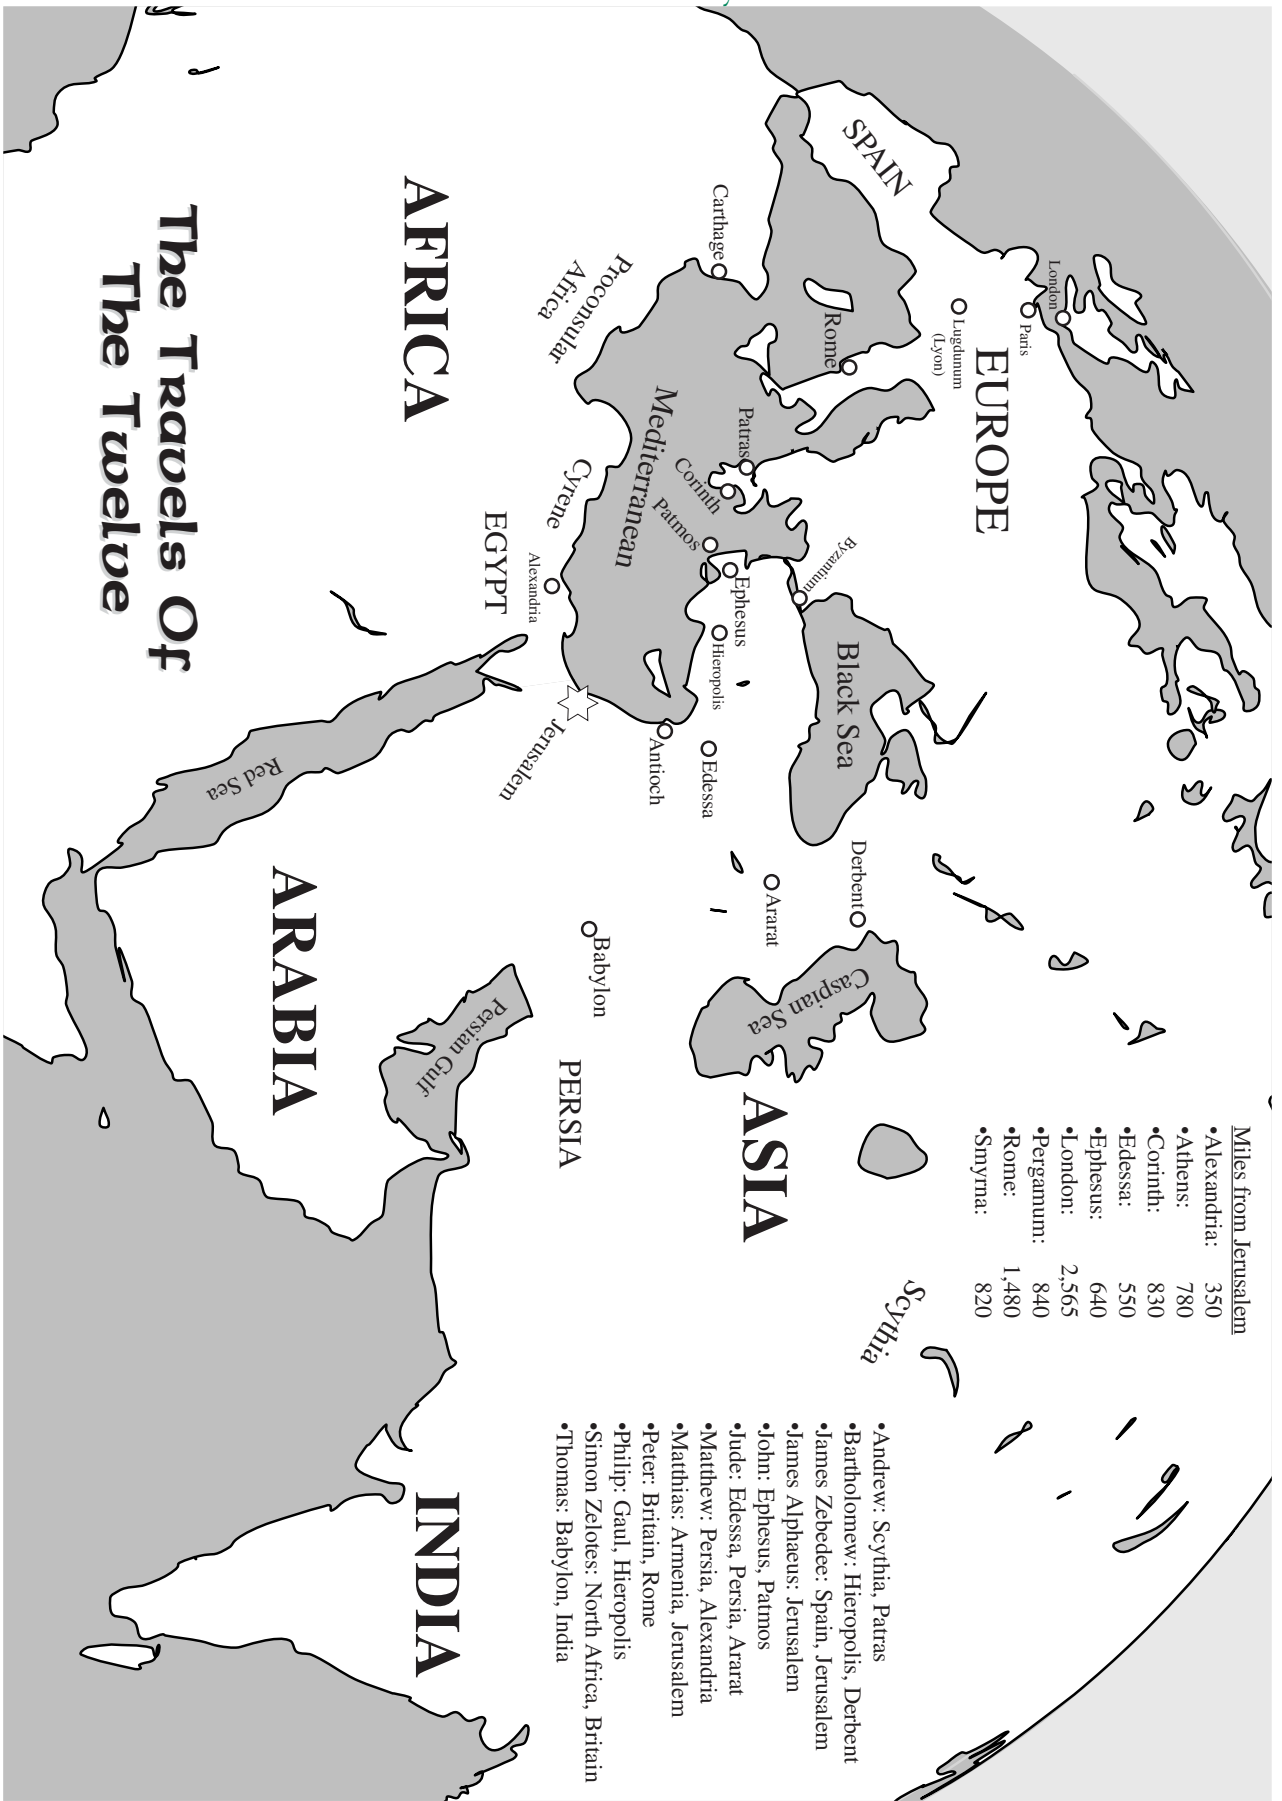 The Travels Of
The Twelve
Miles from Jerusalem
•Alexandria: 350
•Athens: 780
•Corinth: 830
•Edessa: 550
•Ephesus: 640
•London: 2,565
•Pergamum: 840
•Rome: 1,480
•Smyrna: 820
•Andrew: Scythia, Patras
•Bartholomew: Hieropolis, Derbent
•James Zebedee: Spain, Jerusalem
•James Alphaeus: Jerusalem
•John: Ephesus, Patmos
•Jude: Edessa, Persia, Ararat
•Matthew: Persia, Alexandria
•Matthias: Armenia, Jerusalem
•Peter: Britain, Rome
•Philip: Gaul, Hieropolis
•Simon Zelotes: North Africa, Britain
•Thomas: Babylon, India
London
Paris
Lugdunum
(Lyon)
EUROPE
SPAIN
Rome
Carthage
Proconsular
Africa
AFRICA
Mediterranean
Patras
Corinth
Patmos
Byzantium
Ephesus
Hieropolis
Black Sea
Cyrene
EGYPT
Alexandria
Jerusalem
Antioch
Edessa
Derbent
Ararat
Caspian Sea
Babylon
Red Sea
ARABIA
Persian Gulf
PERSIA
ASIA
Scythia
INDIA